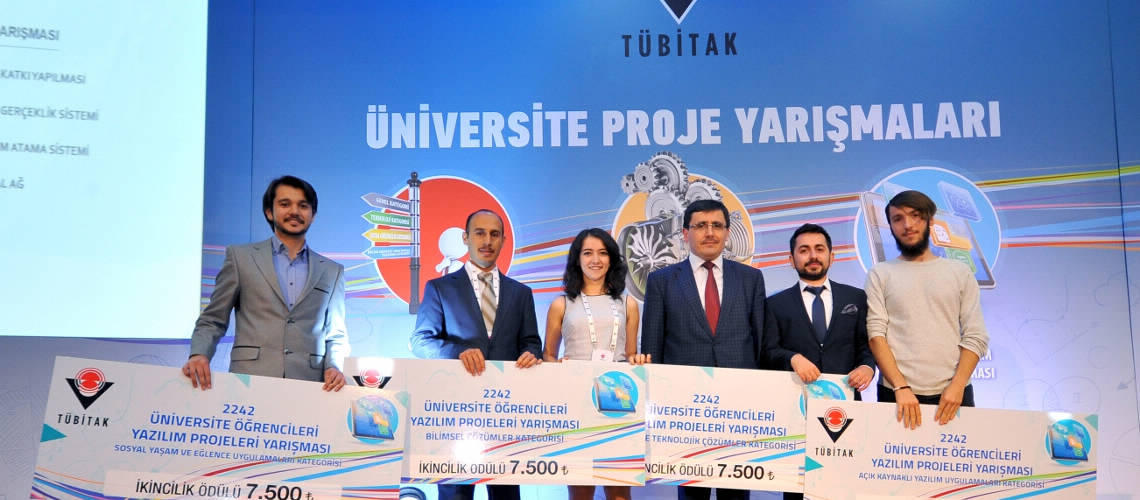 ARIŞMASI
KATKI YAPILMASI
GERÇEKLİK SİSTEMİ
M ATAMA SİSTEMİ
AL AĞ
TÜBİTAK
ÜNİVERSİTE PROJE YARIŞMALARI
GENEL KATEGORİ
TÜBİTAK
2242
ÜNİVERSİTE ÖĞRENCİLERİ
YAZILIM PROJELERİ YARIŞMASI
SOSYAL YAŞAM VE EĞLENCE UYGULAMALARI KATEGORİSİ
İKİNCİLİK ÖDÜLÜ 7.500 ₺
2242
ÜNİVERSİTE ÖĞRENCİLERİ
YAZILIM PROJELERİ YARIŞMASI
BİLİMSEL ÇÖZÜMLER KATEGORİSİ
İKİNCİLİK ÖDÜLÜ 7.500 ₺
2242
NİVERSİTE ÖĞRENCİLERİ
ZILIM PROJELERİ YARIŞMASI
E TEKNOLOJİK ÇÖZÜMLER KATEGORİSİ
NCİLİK ÖDÜLÜ 7.500 ₺
TÜBİTAK
2242
ÜNİVERSİTE ÖĞRENCİLERİ
YAZILIM PROJELERİ YARIŞMASI
AÇIK KAYNAKLI YAZILIM UYGULAMALARI KATEGORİSİ